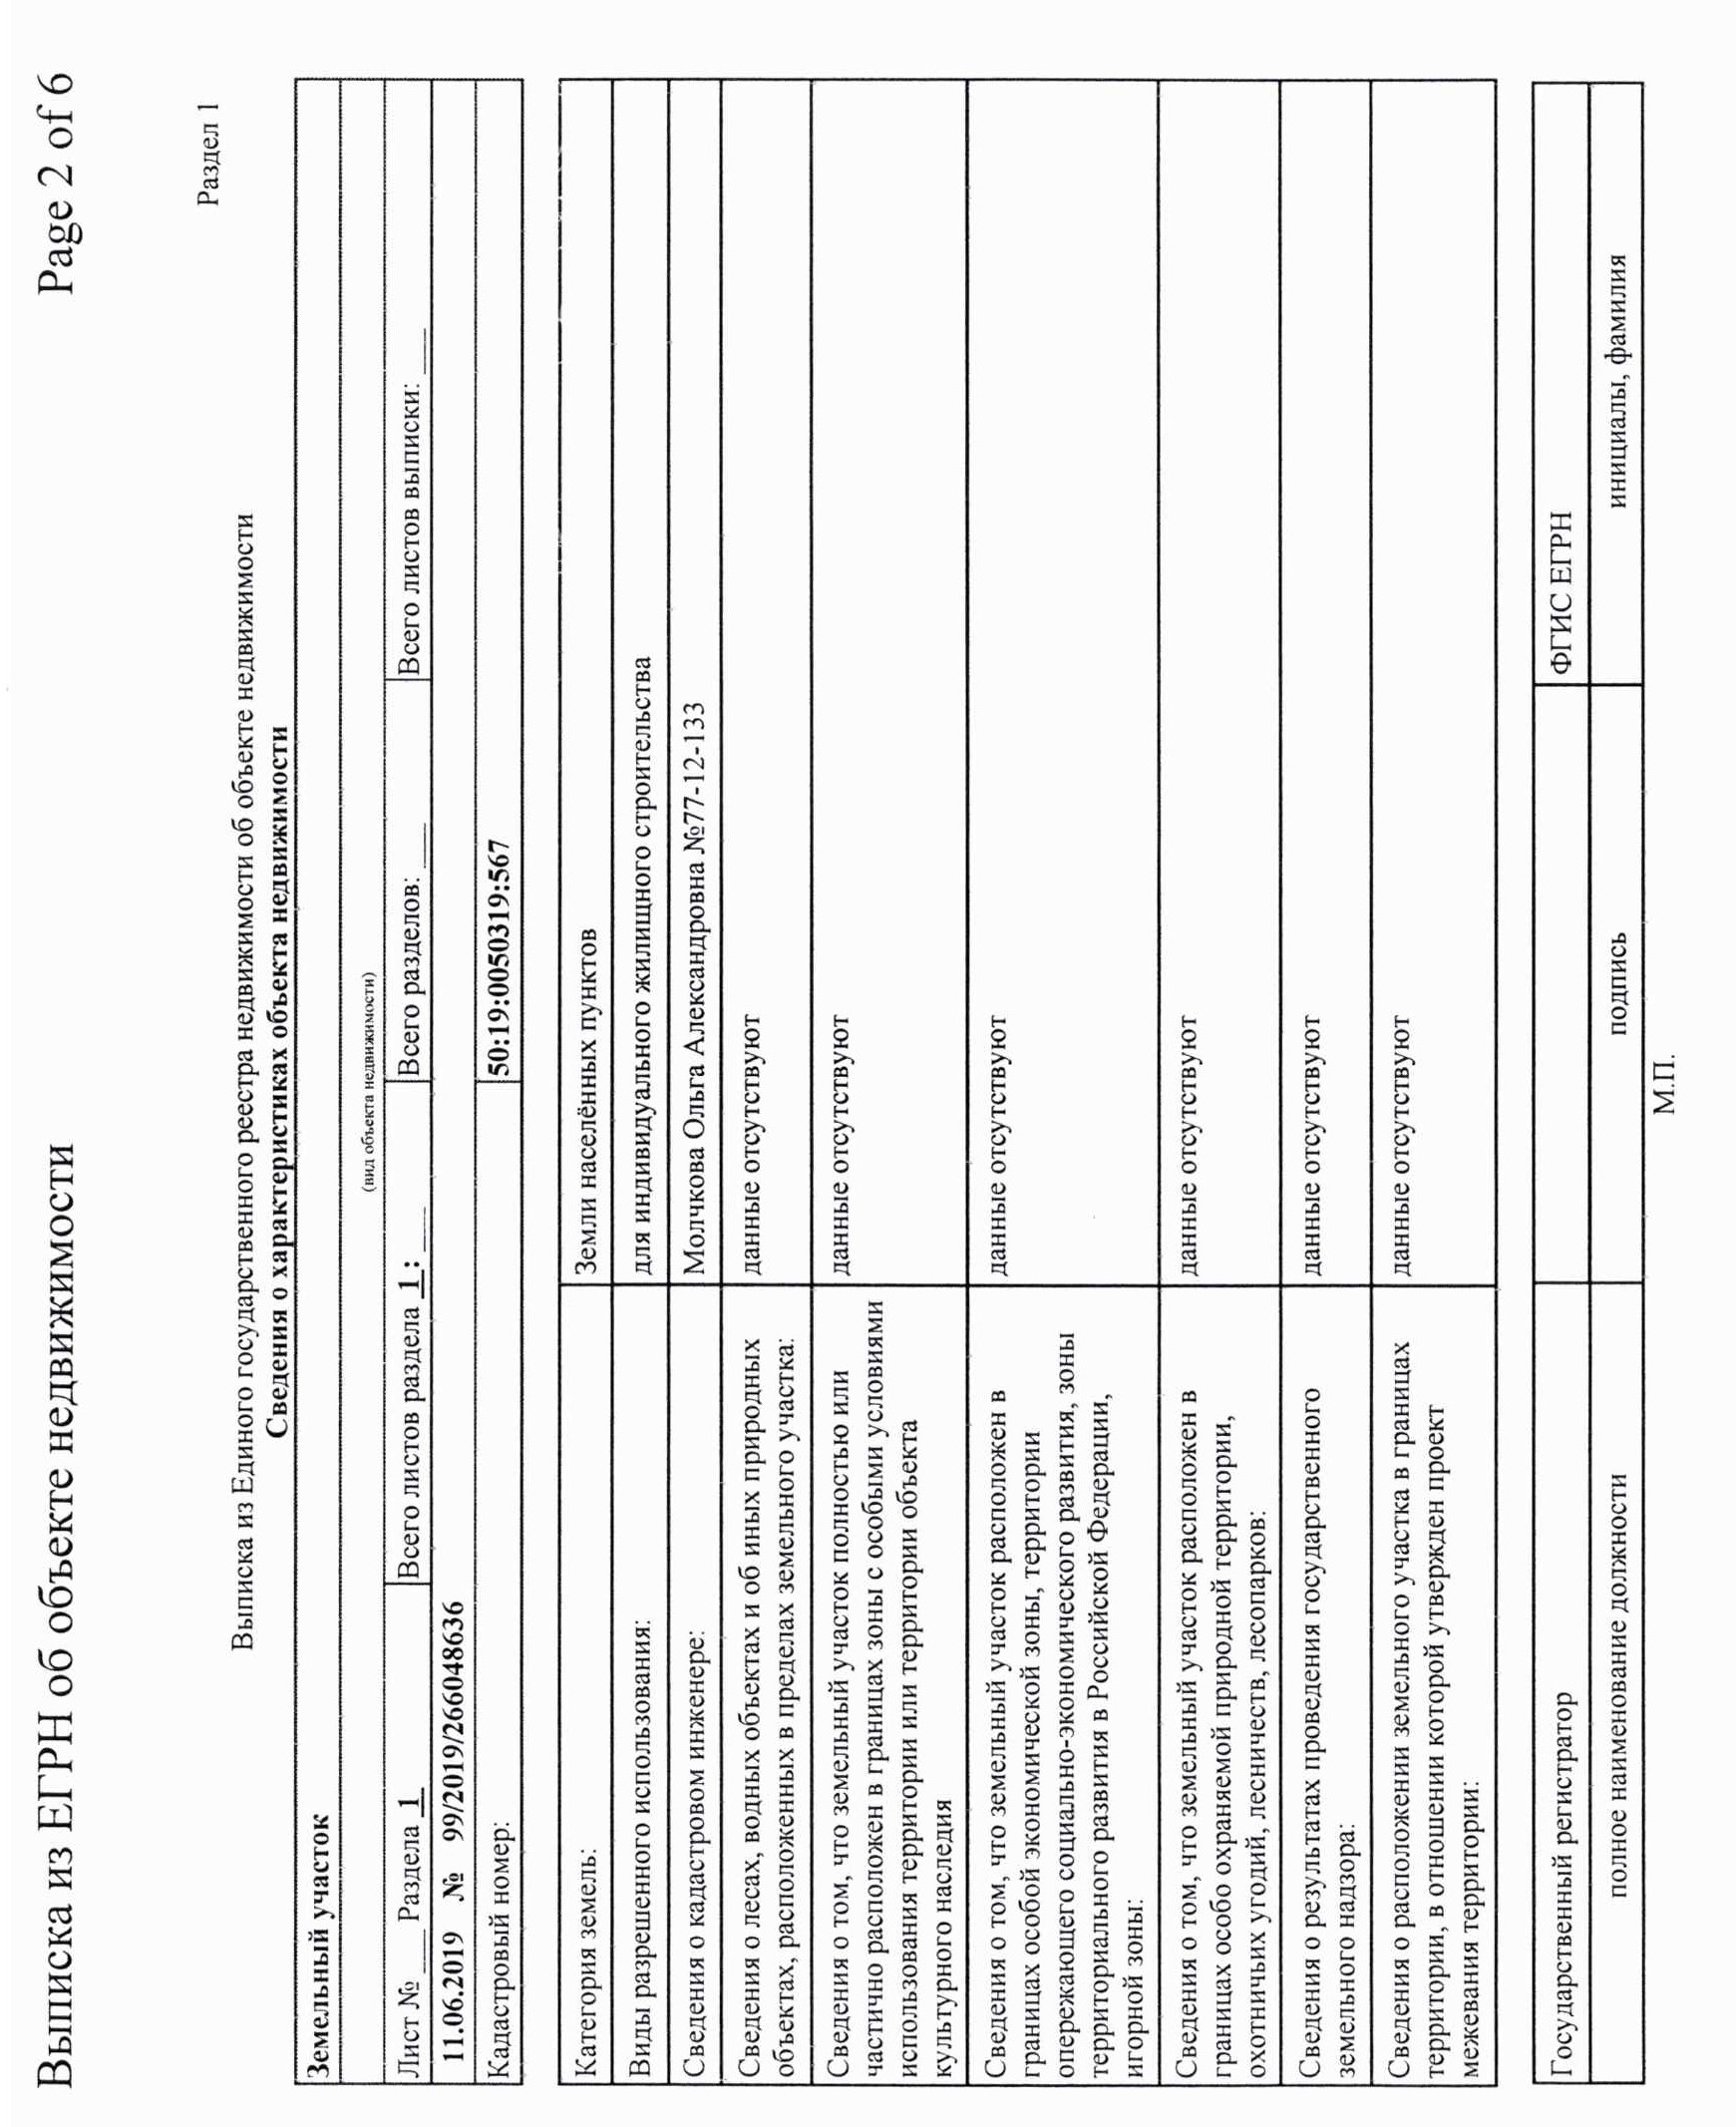 Выписка из ЕГРН об объекте недвижимости Page 2 of 6
Раздел 1
Выписка из Единого государственного реестра недвижимости об объекте недвижимости
Сведения о характеристиках объекта недвижимости
Земельный участок
(вид объекта недвижимости)
Лист № ___ Раздела 1 Всего листов раздела 1 : ___ Всего разделов: ___ Всего листов выписки: ___
11.06.2019 № 99/2019/266048636
Кадастровый номер: 50:19:0050319:567
Категория земель: Земли населённых пунктов
Виды разрешенного использования: для индивидуального жилищного строительства
Сведения о кадастровом инженере: Молчкова Ольга Александровна №77-12-133
Сведения о лесах, водных объектах и об иных природных данные отсутствуют
объектах, расположенных в пределах земельного участка:
Сведения о том, что земельный участок полностью или данные отсутствуют
частично расположен в границах зоны с особыми условиями
использования территории или территории объекта
культурного наследия
Сведения о том, что земельный участок расположен в данные отсутствуют
границах особой экономической зоны, территории
опережающего социально-экономического развития, зоны
территориального развития в Российской Федерации,
игорной зоны:
Сведения о том, что земельный участок расположен в данные отсутствуют
границах особо охраняемой природной территории,
охотничьих угодий, лесничеств, лесопарков:
Сведения о результатах проведения государственного данные отсутствуют
земельного надзора:
Сведения о расположении земельного участка в границах данные отсутствуют
территории, в отношении которой утвержден проект
межевания территории:
Государственный регистратор ФГИС ЕГРН
полное наименование должности подпись инициалы, фамилия
М.П.